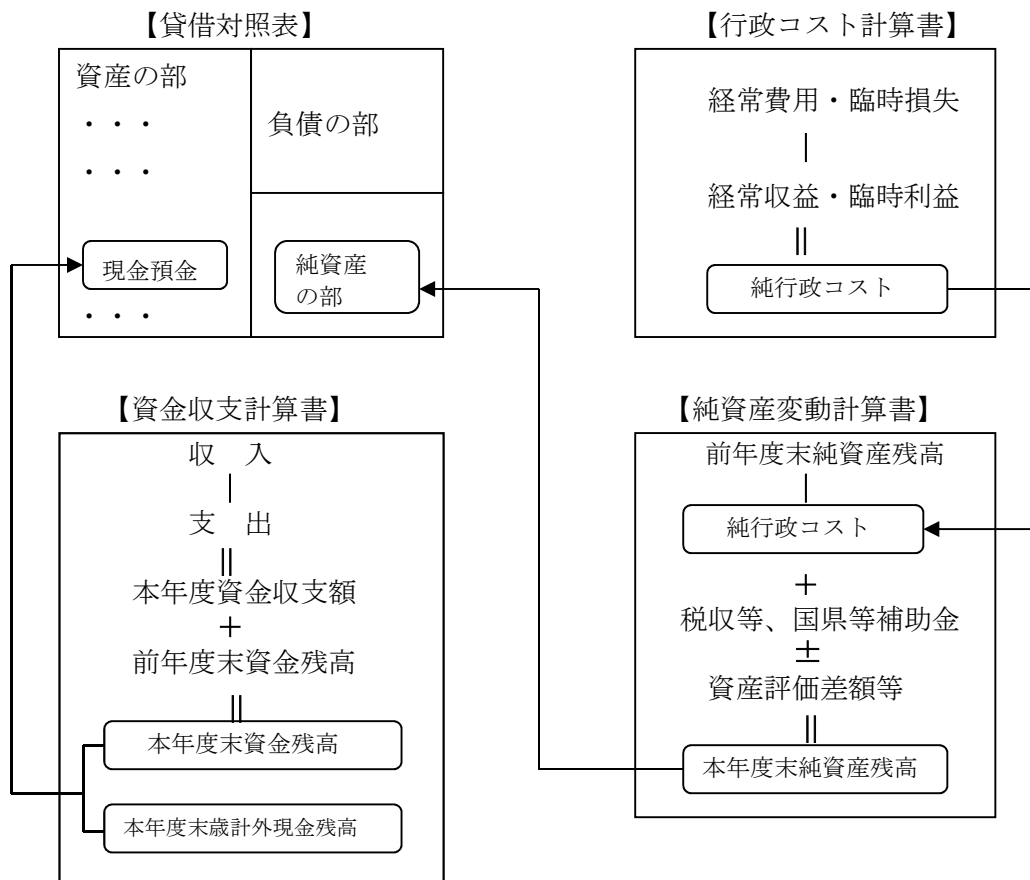 【貸借対照表】
資産の部
・・・
・・・
現金預金
・・・
負債の部
純資産
の部
【行政コスト計算書】
経常費用・臨時損失
－
経常収益・臨時利益
＝
純行政コスト
【資金収支計算書】
収　入
－
支　出
＝
本年度資金収支額
＋
前年度末資金残高
＝
本年度末資金残高
本年度末歳計外現金残高
【純資産変動計算書】
前年度末純資産残高
－
純行政コスト
＋
税収等、国県等補助金
±
資産評価差額等
＝
本年度末純資産残高